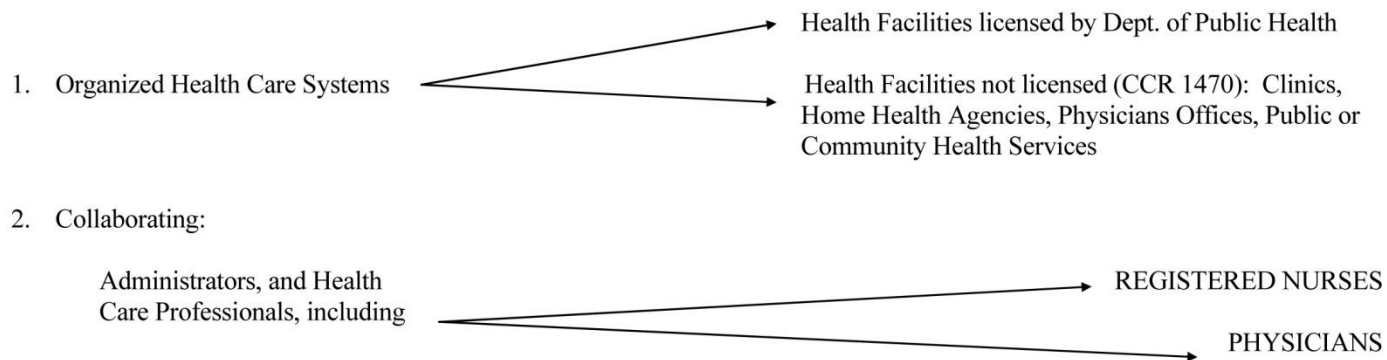 Health Facilities licensed by Dept. of Public Health
1. Organized Health Care Systems
Health Facilities not licensed (CCR 1470): Clinics,
Home Health Agencies, Physicians Offices, Public or
Community Health Services
2. Collaborating:
Administrators, and Health
Care Professionals, including
REGISTERED NURSES
PHYSICIANS